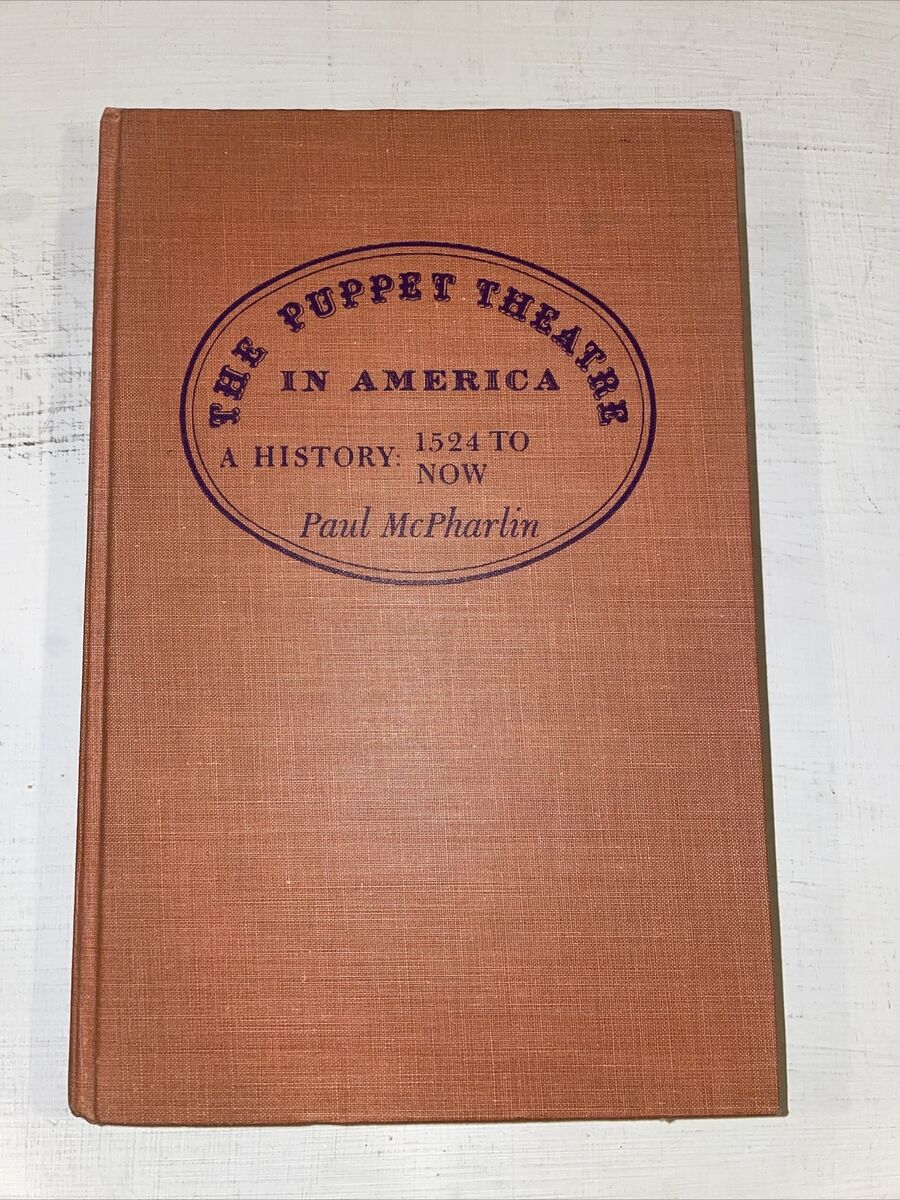 THE PUPPET THEATRE
IN AMERICA
A HISTORY: 1524 TO
NOW
Paul McPharlin